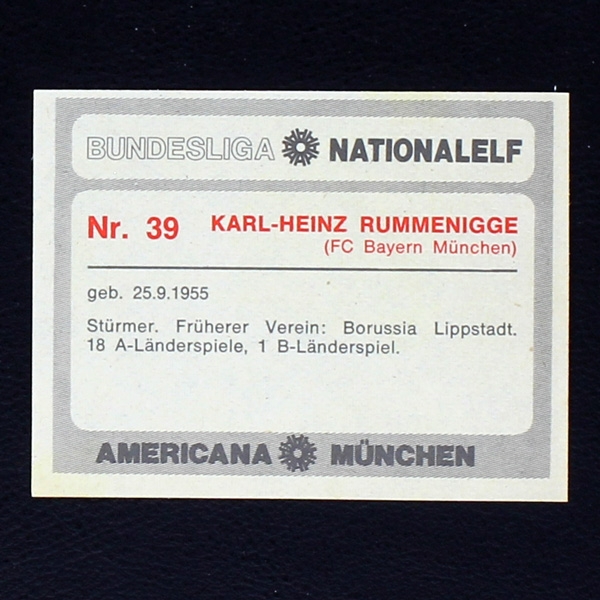 BUNDESLIGA NATIONALELF
Nr. 39 KARL-HEINZ RUMMENIGGE
(FC Bayern München)
geb. 25.9.1955
Stürmer. Früherer Verein: Borussia Lippstadt.
18 A-Länderspiele, 1 B-Länderspiel.
AMERICANA MÜNCHEN